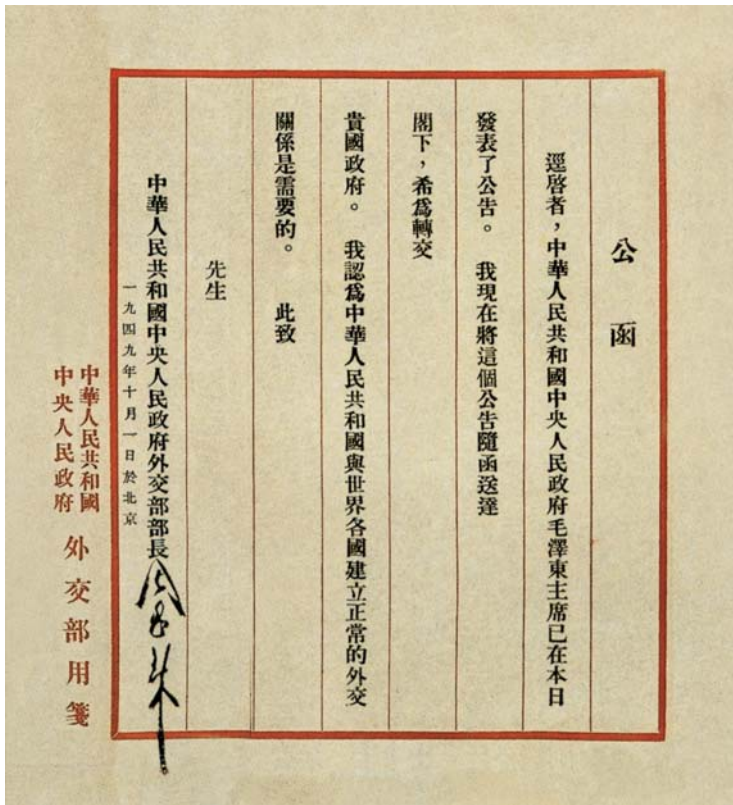 公函
逕啓者，中華人民共和國中央人民政府毛澤東主席已在本日
發表了公告。 我現在將這個公告隨函送達
閣下，希爲轉交
貴國政府。 我認爲中華人民共和國與世界各國建立正常的外交
關係是需要的。 此致
先生
中華人民共和國中央人民政府外交部部長 周恩來
一九四九年十月一日於北京
中華人民共和國
中央人民政府
外交部用箋